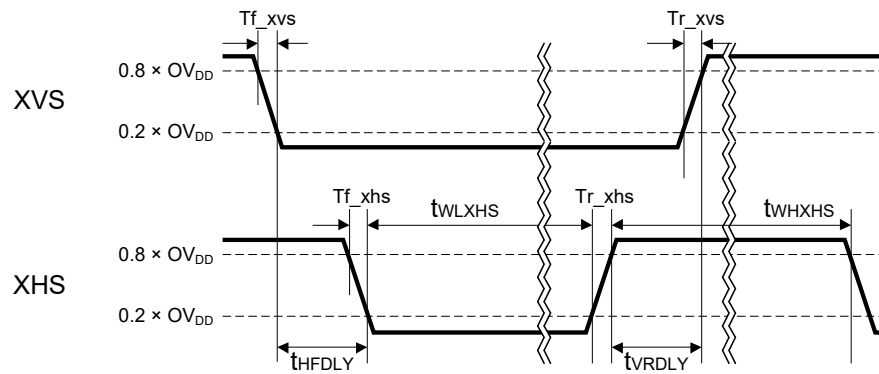 Tf_xvs Tr_xvs
0.8 × OVDD
XVS
0.2 × OVDD
Tf_xhs tWLXHS Tr_xhs tWHXHS
0.8 × OVDD
XHS
0.2 × OVDD
tHFDLY tVRDLY